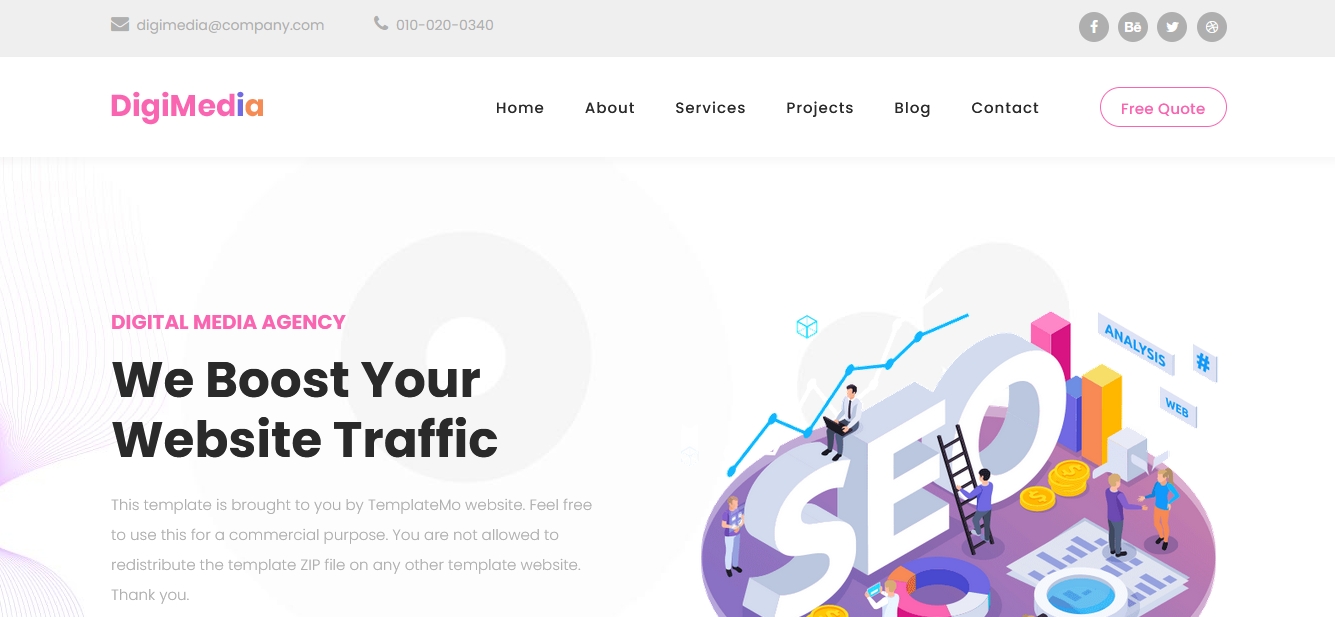 digimedia@company.com 010-020-0340
DigiMedia Home About Services Projects Blog Contact Free Quote
DIGITAL MEDIA AGENCY
We Boost Your
Website Traffic
This template is brought to you by TemplateMo website. Feel free
to use this for a commercial purpose. You are not allowed to
redistribute the template ZIP file on any other template website.
Thank you.
ANALYSIS
#
WEB
SEO